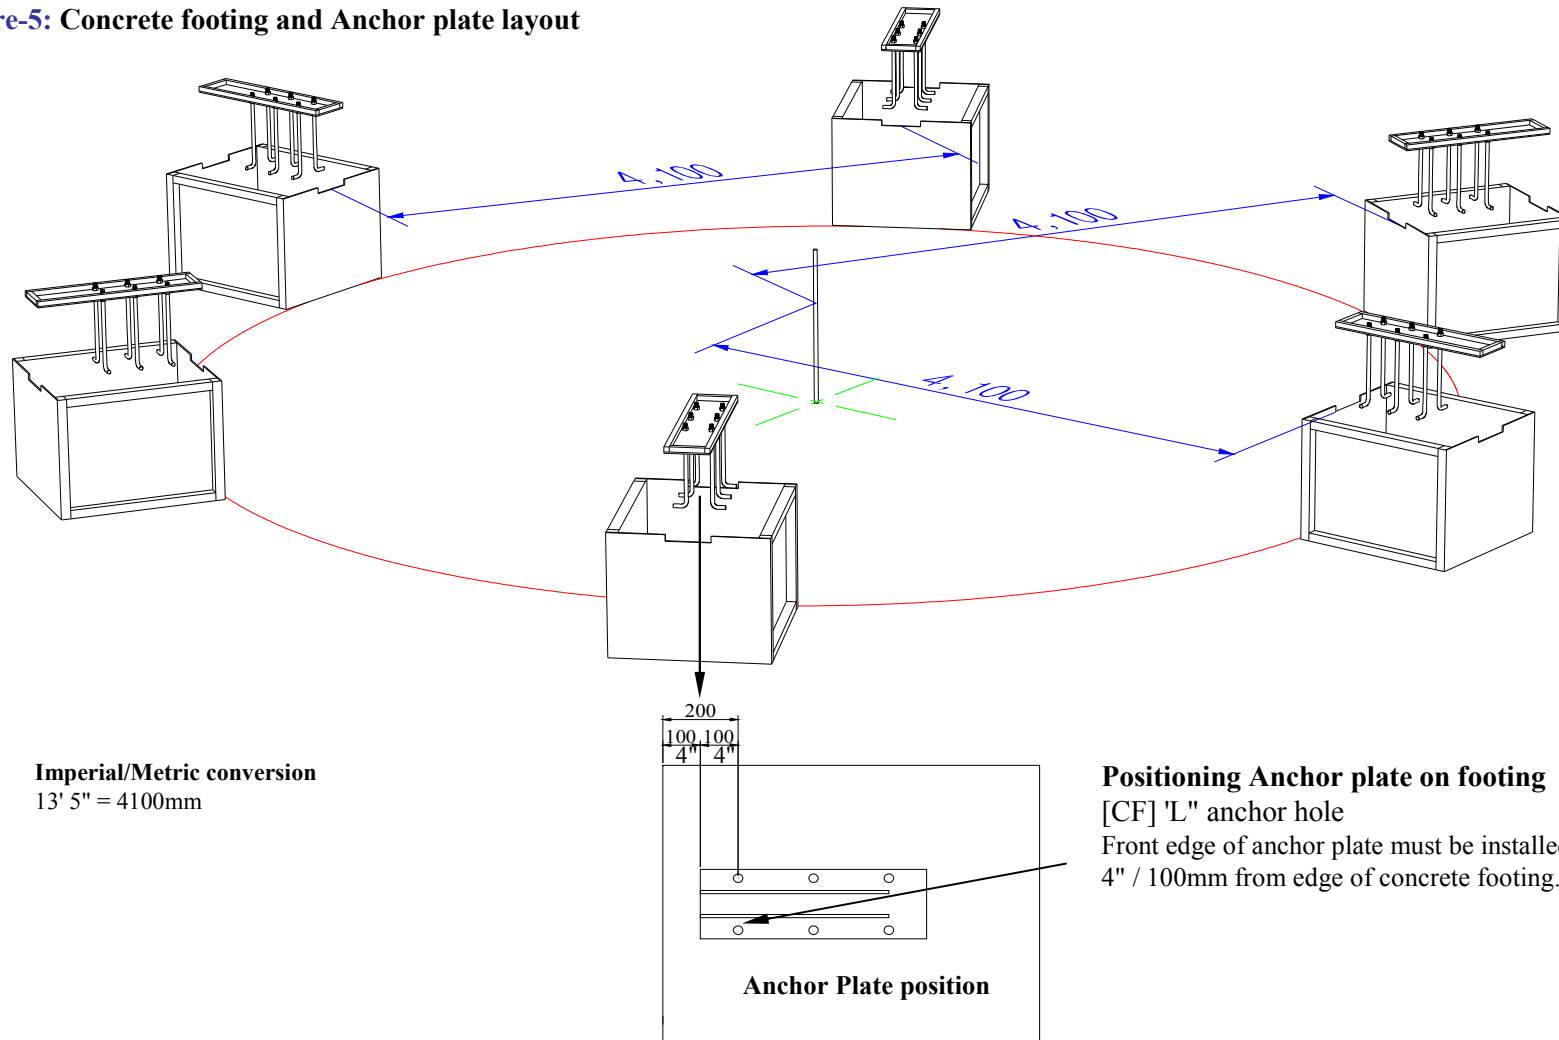 re-5: Concrete footing and Anchor plate layout
4,100
4,100
4,100
200
100 100
4" 4"
Imperial/Metric conversion
13' 5" = 4100mm
Positioning Anchor plate on footing
[CF] 'L" anchor hole
Front edge of anchor plate must be installe
4" / 100mm from edge of concrete footing.
Anchor Plate position